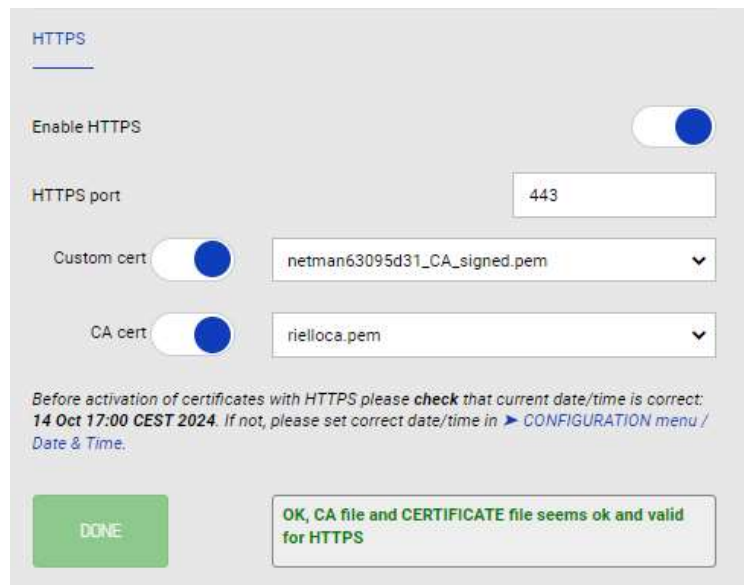 HTTPS
Enable HTTPS
HTTPS port 443
Custom cert netman63095d31_CA_signed.pem
CA cert rielloca.pem
Before activation of certificates with HTTPS please check that current date/time is correct:
14 Oct 17:00 CEST 2024. If not, please set correct date/time in ➤ CONFIGURATION menu /
Date & Time.
DONE
OK, CA file and CERTIFICATE file seems ok and valid
for HTTPS